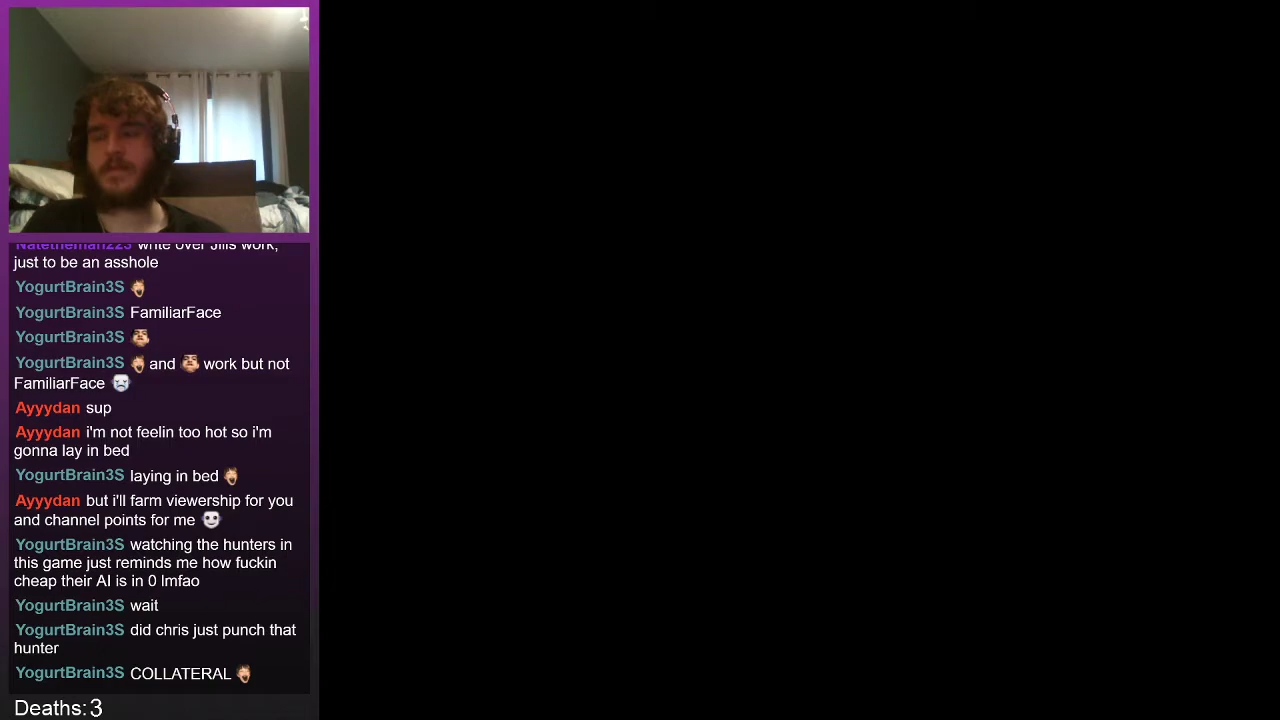 Natetheman223 write over Jills work,
just to be an asshole
YogurtBrain3S
YogurtBrain3S FamiliarFace
YogurtBrain3S
YogurtBrain3S and work but not
FamiliarFace
Ayyydan sup
Ayyydan i'm not feelin too hot so i'm
gonna lay in bed
YogurtBrain3S laying in bed
Ayyydan but i'll farm viewership for you
and channel points for me
YogurtBrain3S watching the hunters in
this game just reminds me how fuckin
cheap their AI is in 0 lmfao
YogurtBrain3S wait
YogurtBrain3S did chris just punch that
hunter
YogurtBrain3S COLLATERAL
Deaths:3